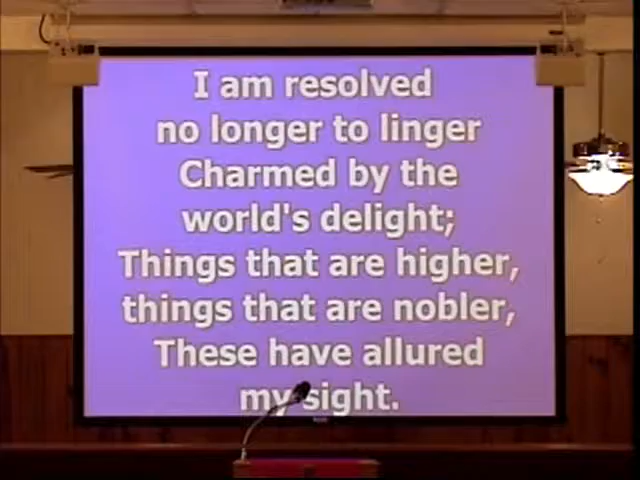 I am resolved
no longer to linger
Charmed by the
world's delight;
Things that are higher,
things that are nobler,
These have allured
my sight.